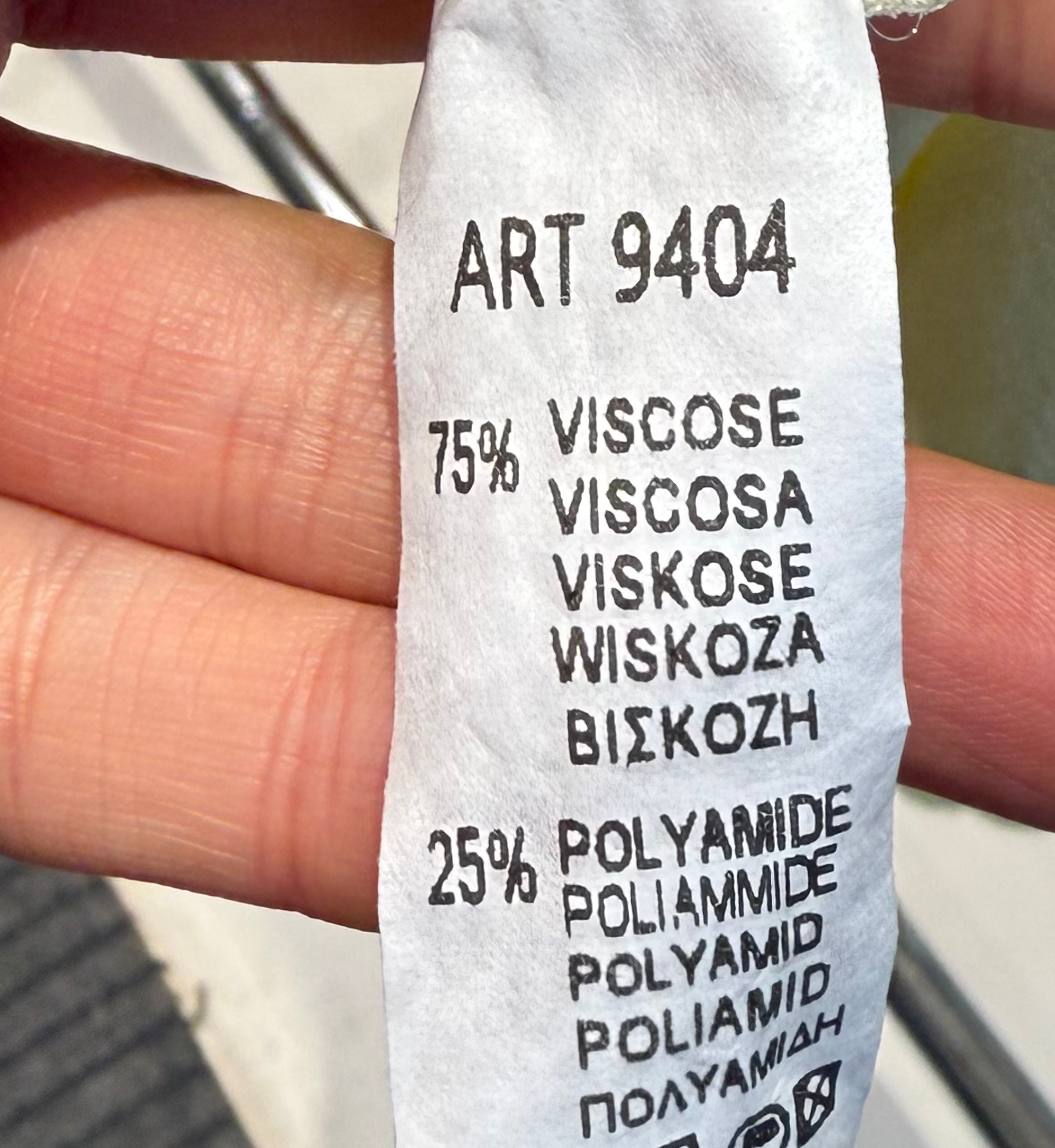 ART 9404
75% VISCOSE
VISCOSA
VISKOSE
WISKOZA
ΒΙΣΚΟΖΗ
25% POLYAMIDE
POLIAMMIDE
POLYAMID
POLIAMID
ΠΟΛΥΑΜΙΔΗ